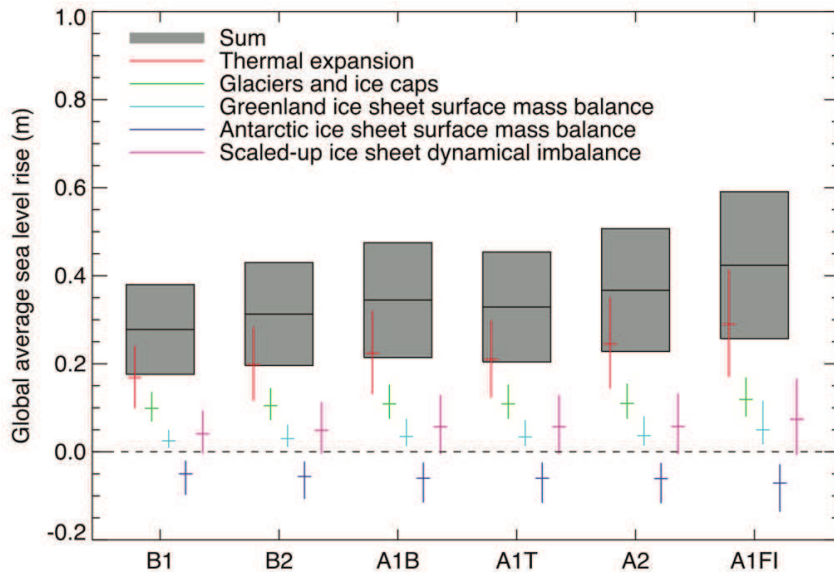 1.0
Sum
Thermal expansion
0.8
Glaciers and ice caps
Greenland ice sheet surface mass balance
Antarctic ice sheet surface mass balance
Scaled-up ice sheet dynamical imbalance
0.6
Global average sea level rise (m)
0.4
0.2
0.0
-0.2
B1 B2 A1B A1T A2 A1FI